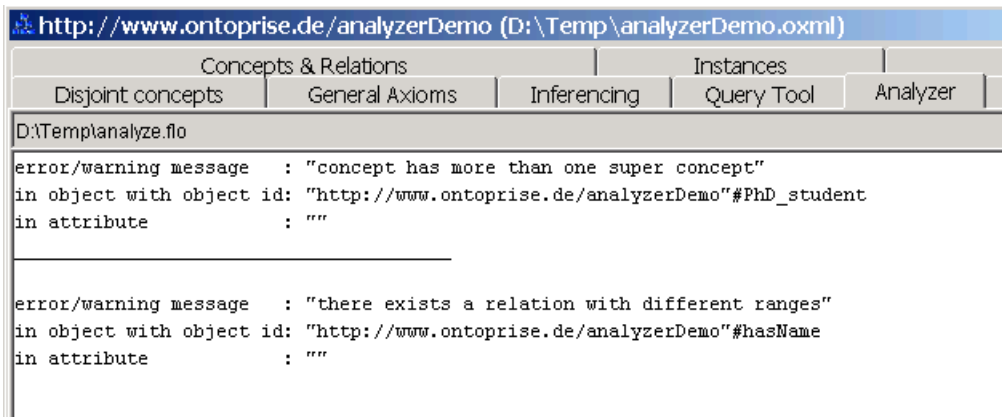 http://www.ontoprise.de/analyzerDemo (D:\Temp\analyzerDemo.oxml)
Concepts & Relations Instances
Disjoint concepts General Axioms Inferencing Query Tool Analyzer
D:\Temp\analyze.flo
error/warning message : "concept has more than one super concept"
in object with object id: "http://www.ontoprise.de/analyzerDemo"#PhD_student
in attribute : ""
error/warning message : "there exists a relation with different ranges"
in object with object id: "http://www.ontoprise.de/analyzerDemo"#hasName
in attribute : ""